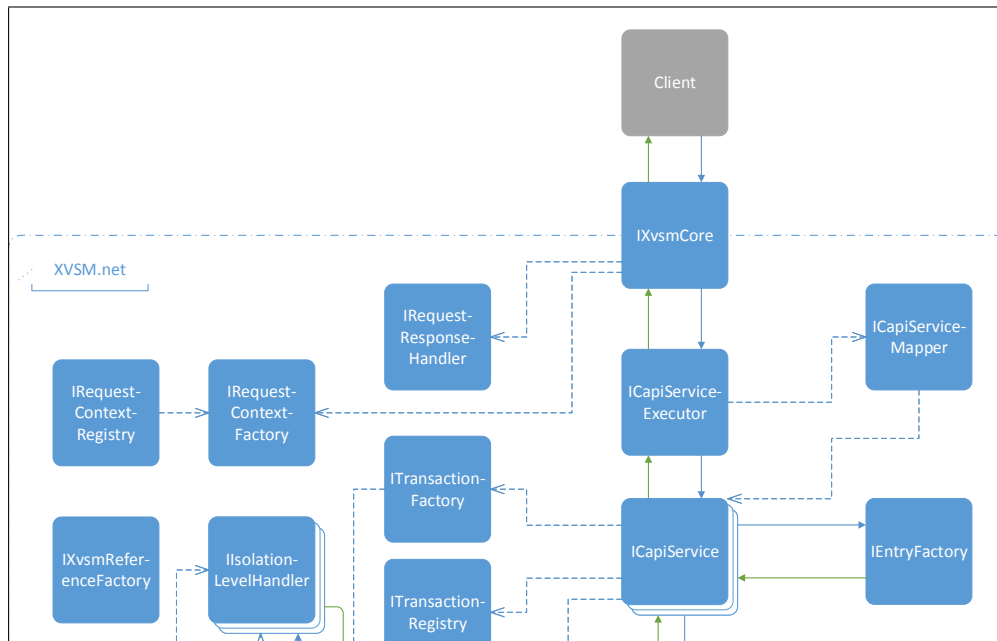 Client
IXvsmCore
XVSM.net
IRequest-
Response-
Handler
ICapiService-
Mapper
IRequest-
Context-
Registry
IRequest-
Context-
Factory
ICapiService-
Executor
ITransaction-
Factory
IXvsmRefer-
enceFactory
IIsolation-
LevelHandler
ICapiService
IEntryFactory
ITransaction-
Registry